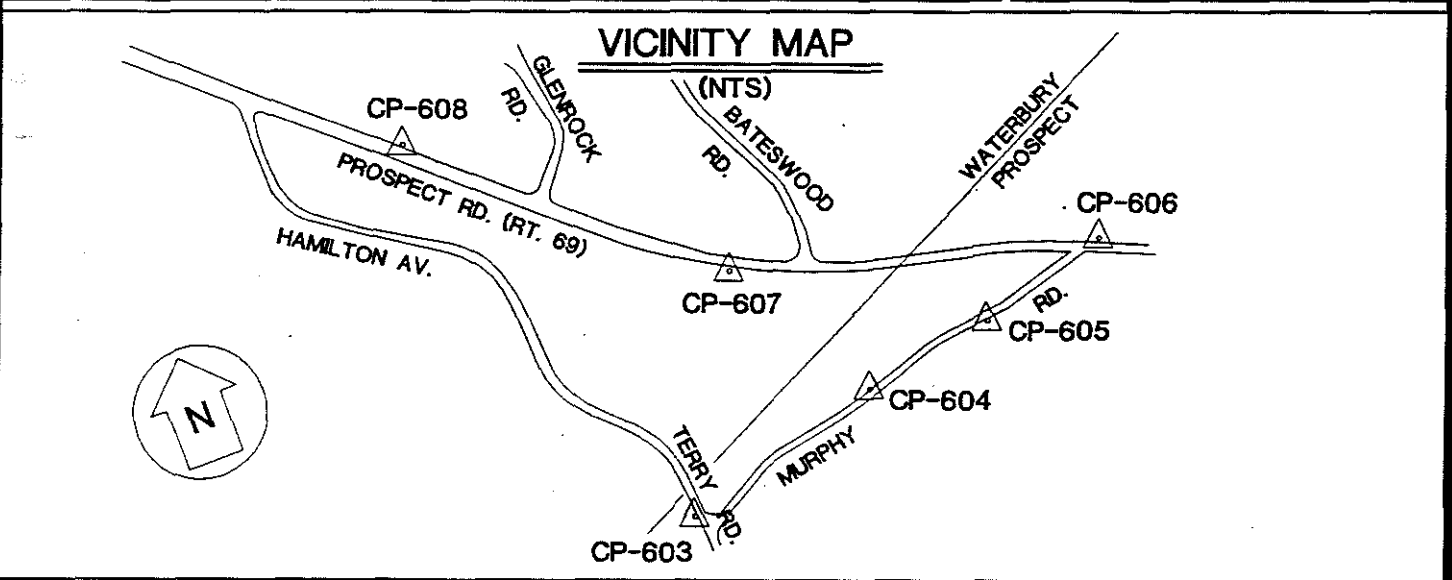 VICINITY MAP
(NTS)
GLENROCK
RD.
BATESWOOD
RD.
WATERBURY
PROSPECT
CP-608
PROSPECT RD. (RT. 69)
HAMILTON AV.
CP-606
CP-607
RD.
CP-605
CP-604
MURPHY
N
TERRY
RD.
CP-603